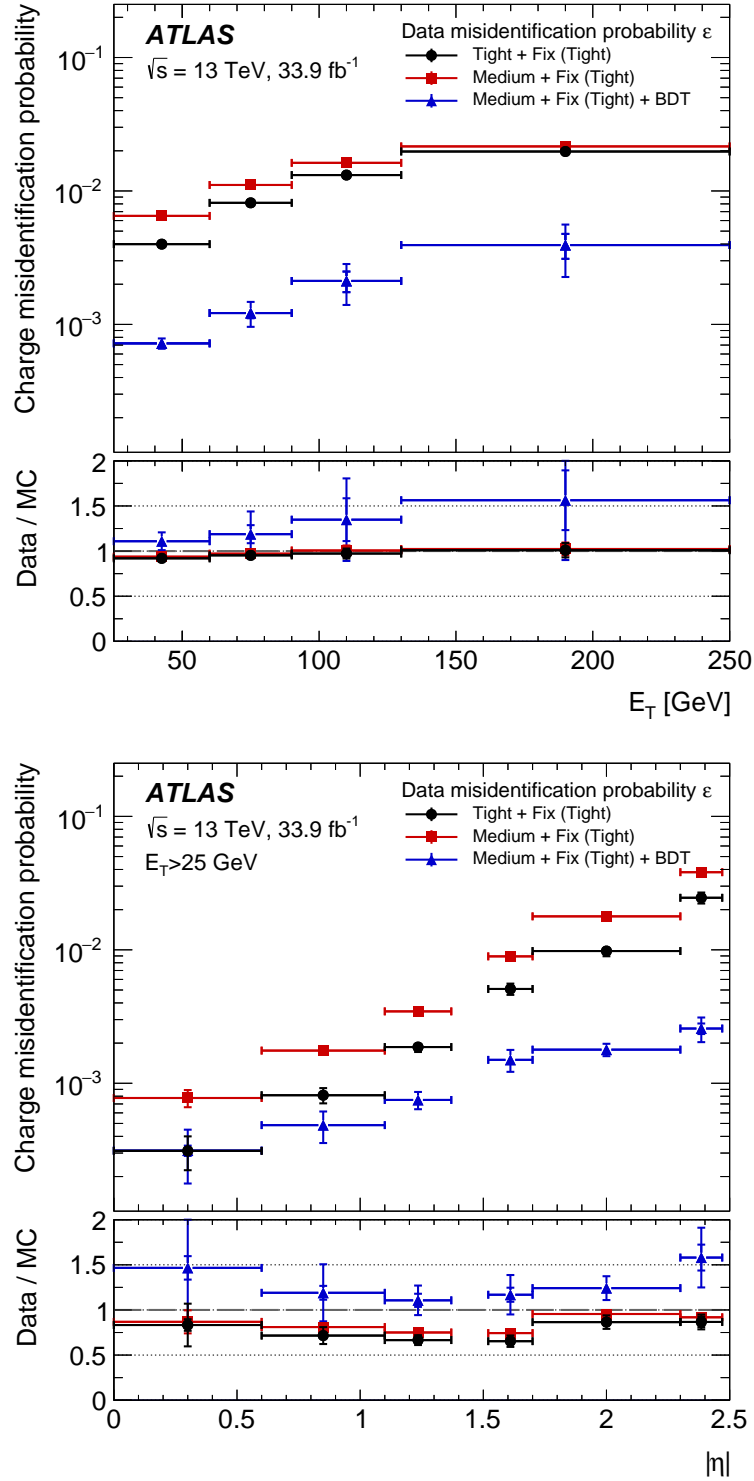 ATLAS
√s = 13 TeV, 33.9 fb⁻¹
Data misidentification probability ε
Tight + Fix (Tight)
Medium + Fix (Tight)
Medium + Fix (Tight) + BDT
Charge misidentification probability
10⁻¹
10⁻²
10⁻³
Data / MC
2
1.5
1
0.5
0
50 100 150 200 250
E_T [GeV]
ATLAS
√s = 13 TeV, 33.9 fb⁻¹
E_T>25 GeV
Data misidentification probability ε
Tight + Fix (Tight)
Medium + Fix (Tight)
Medium + Fix (Tight) + BDT
Charge misidentification probability
10⁻¹
10⁻²
10⁻³
Data / MC
2
1.5
1
0.5
0
0 0.5 1 1.5 2 2.5
|η|